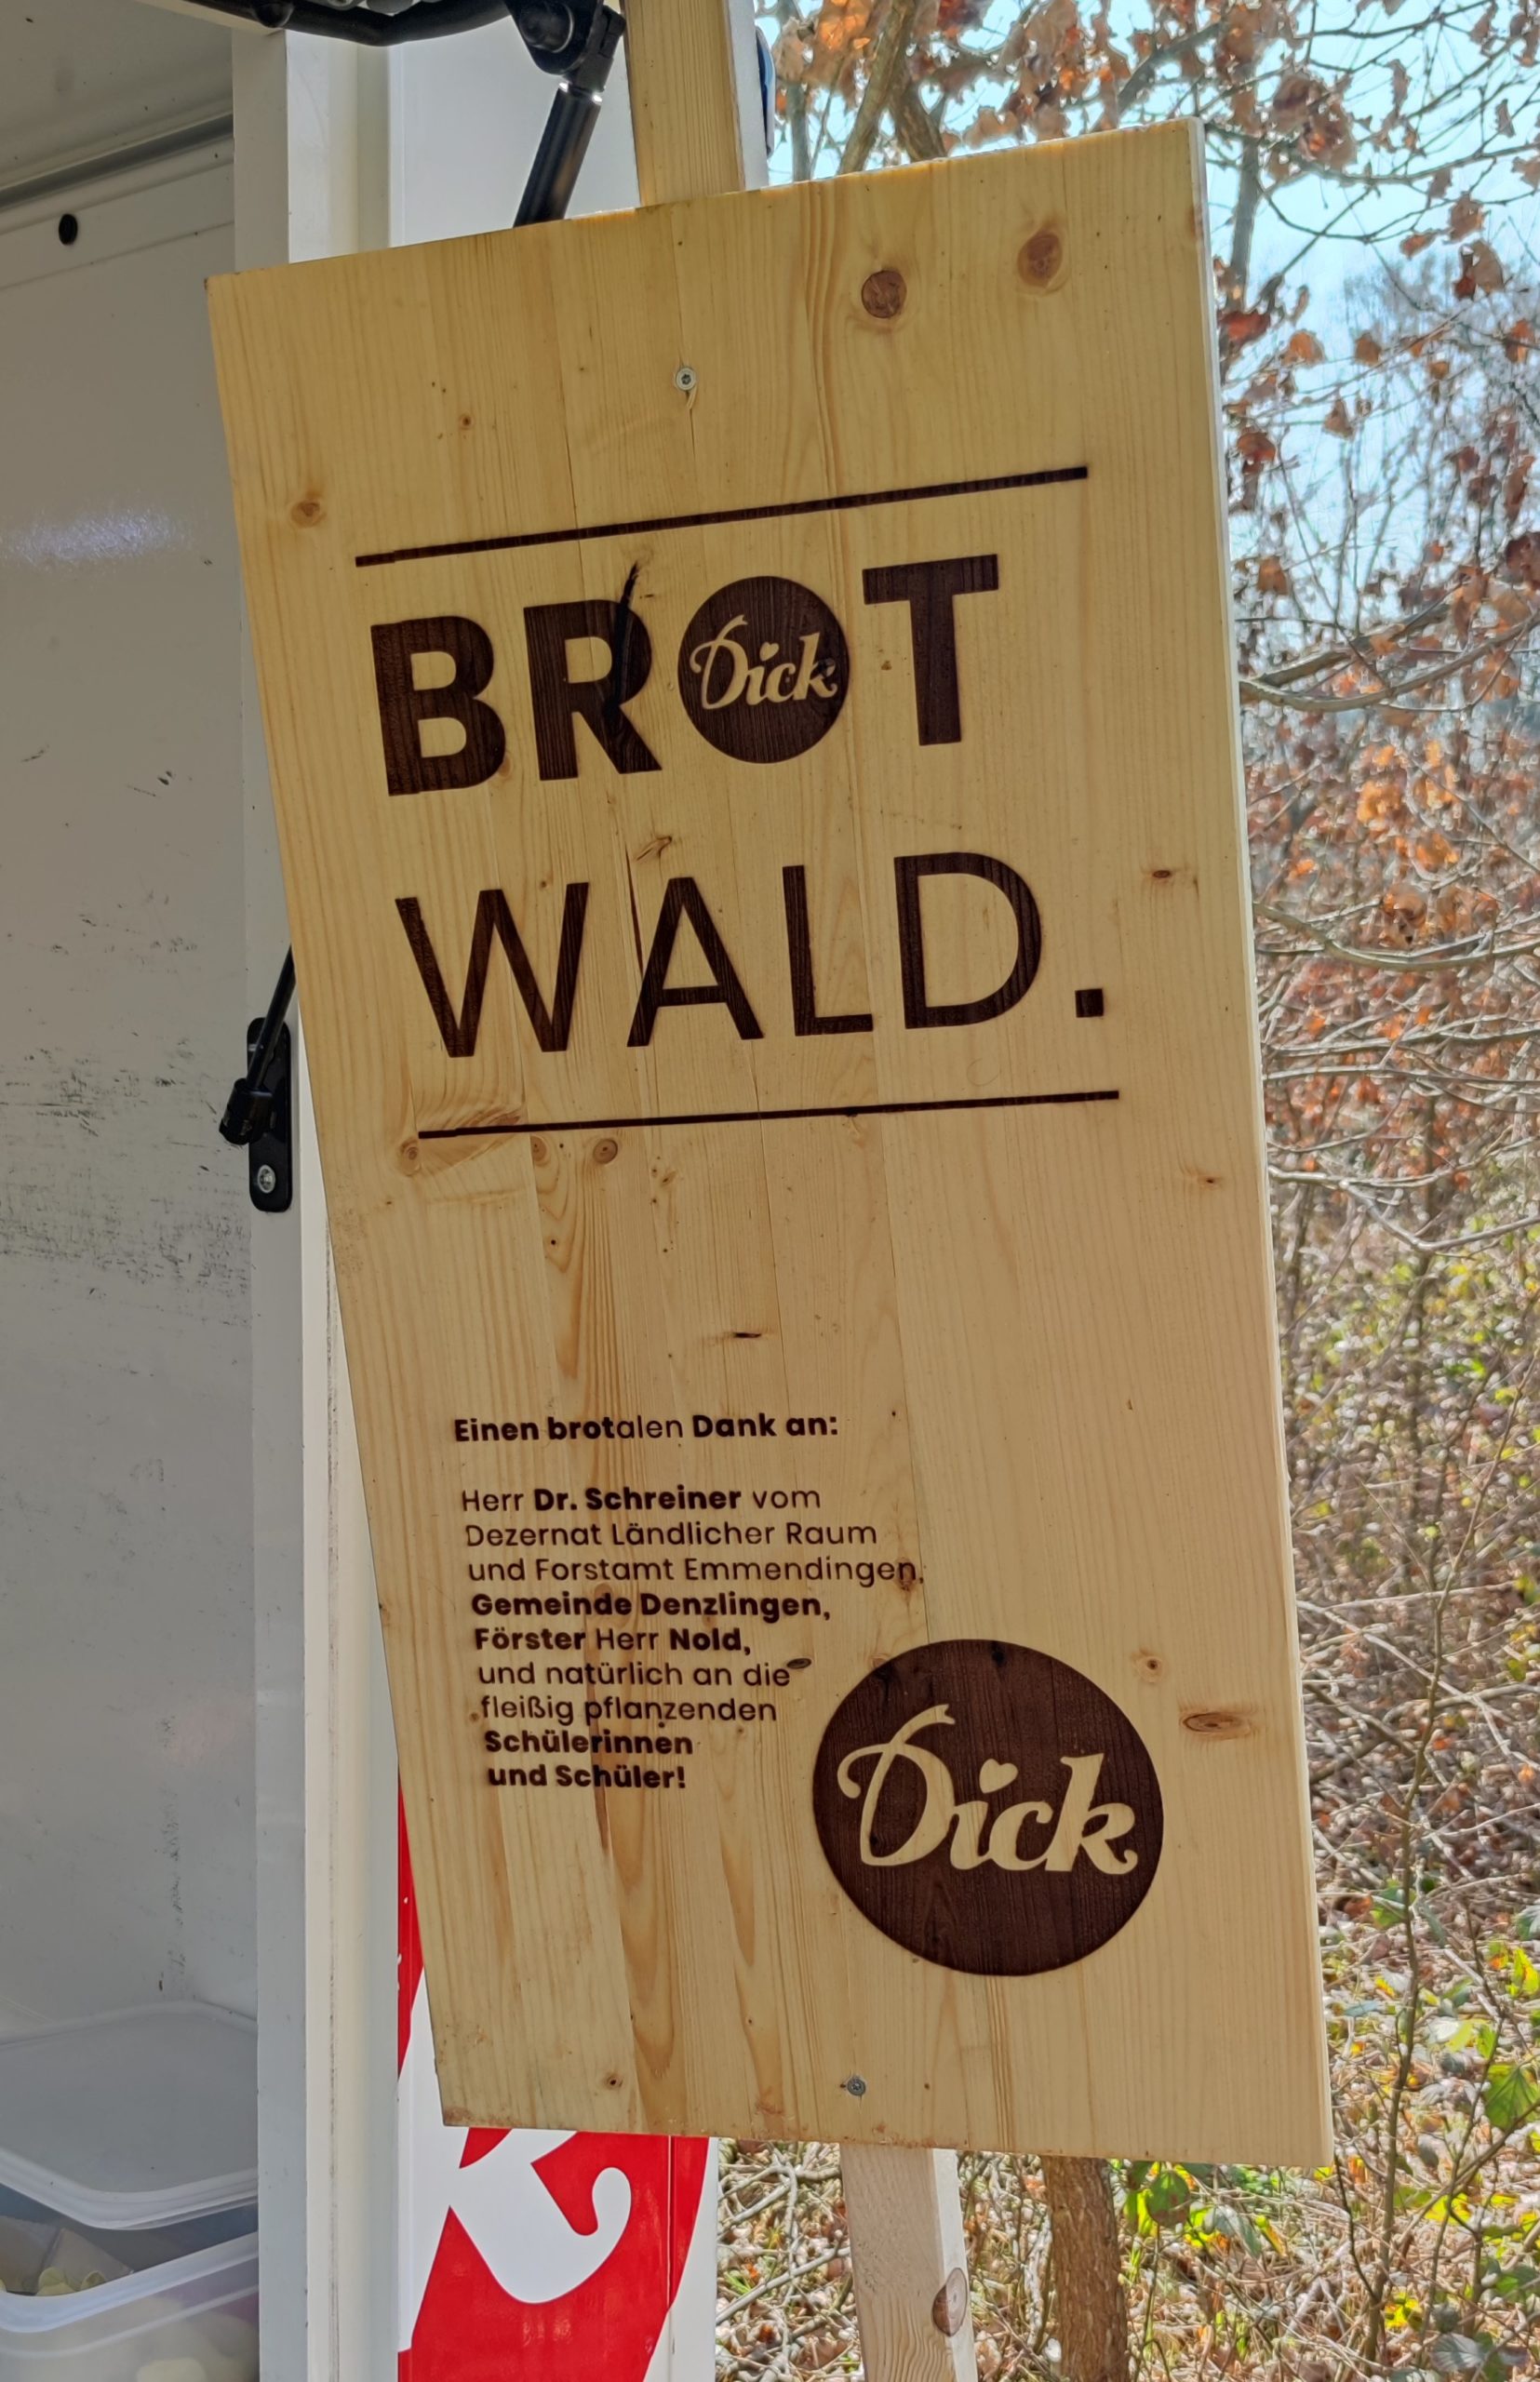 BROT
Dick
WALD.
Einen brotalen Dank an:
Herr Dr. Schreiner vom
Dezernat Ländlicher Raum
und Forstamt Emmendingen,
Gemeinde Denzlingen,
Förster Herr Nold,
und natürlich an die
fleißig pflanzenden
Schülerinnen
und Schüler!
Dick